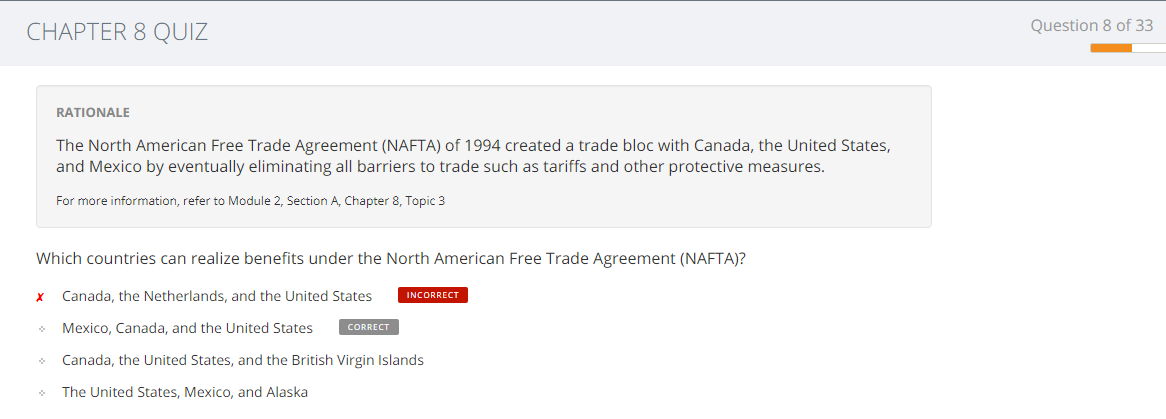 CHAPTER 8 QUIZ
Question 8 of 33
RATIONALE
The North American Free Trade Agreement (NAFTA) of 1994 created a trade bloc with Canada, the United States,
and Mexico by eventually eliminating all barriers to trade such as tariffs and other protective measures.
For more information, refer to Module 2, Section A, Chapter 8, Topic 3
Which countries can realize benefits under the North American Free Trade Agreement (NAFTA)?
✗ Canada, the Netherlands, and the United States INCORRECT
Mexico, Canada, and the United States CORRECT
Canada, the United States, and the British Virgin Islands
The United States, Mexico, and Alaska